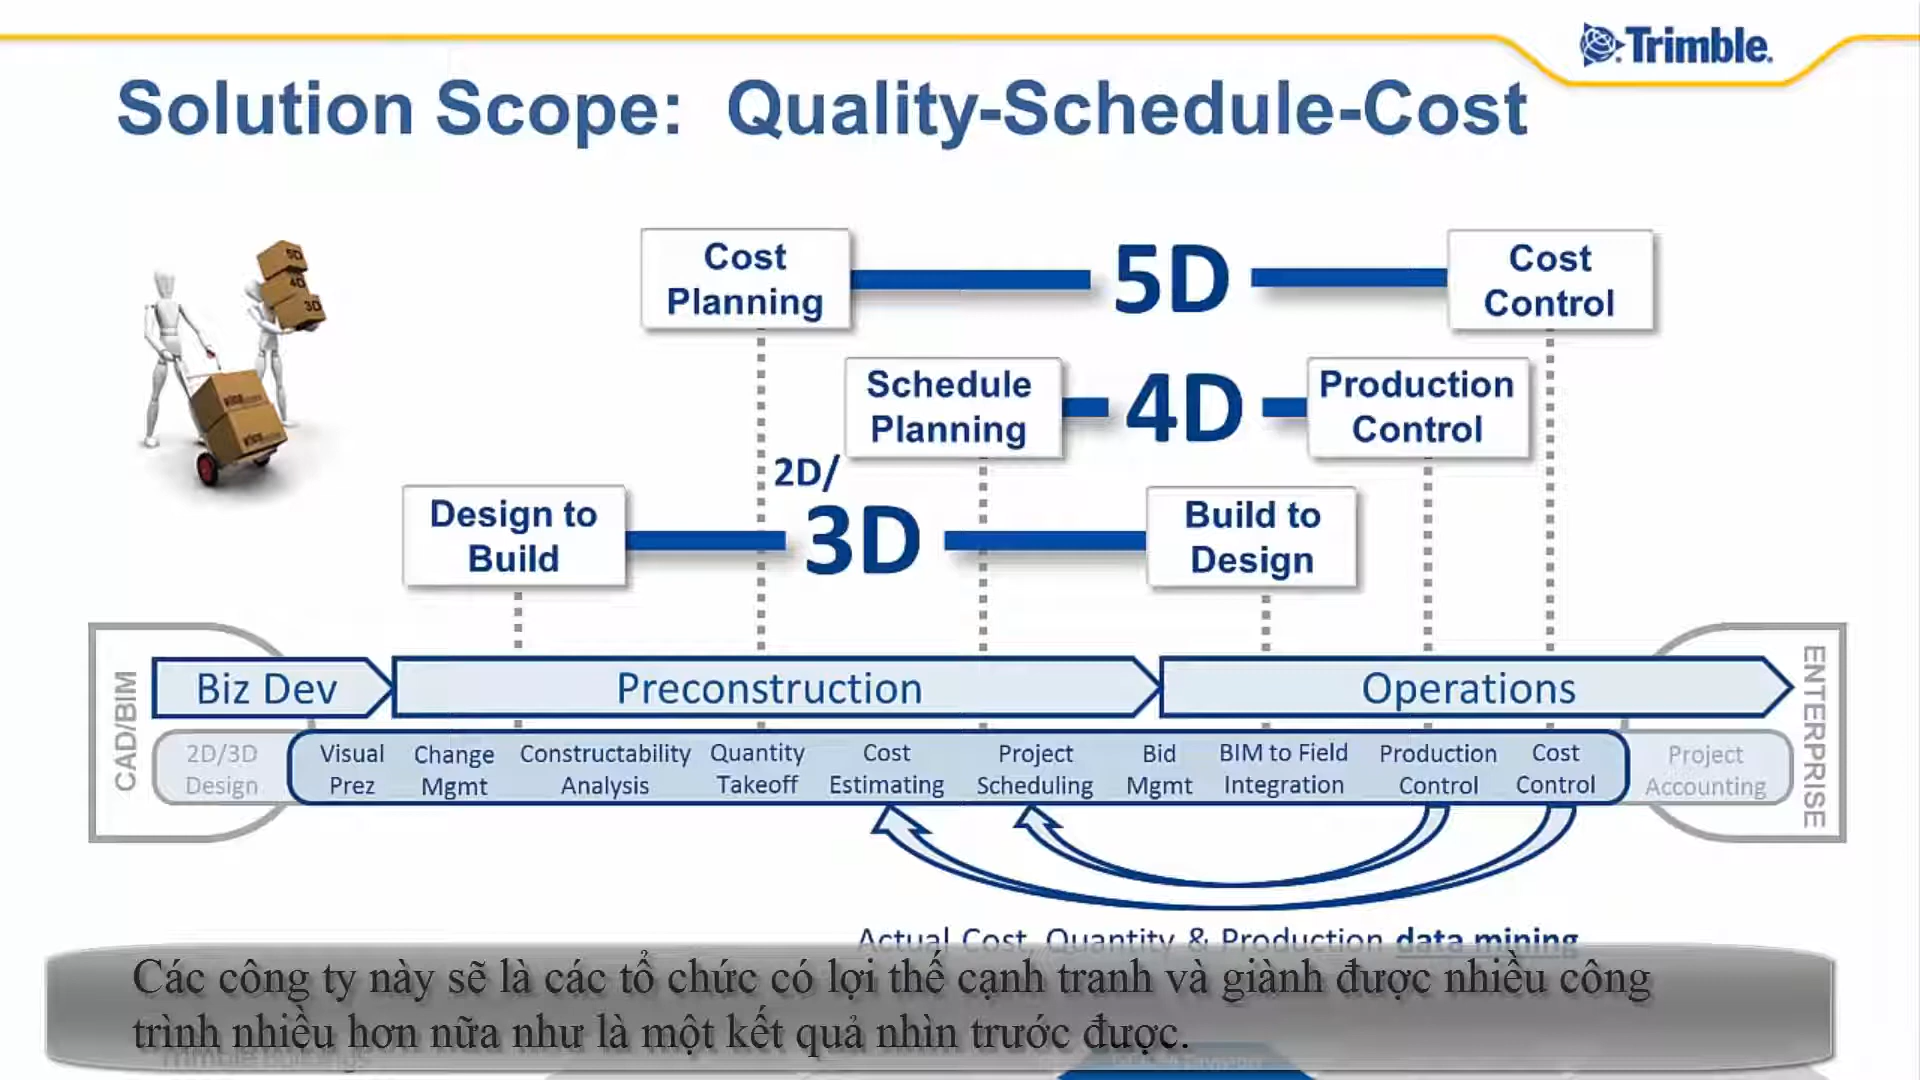 Trimble.
Solution Scope: Quality-Schedule-Cost
5D
4D
3D
Cost
Planning
5D
Cost
Control
Schedule
Planning
4D
Production
Control
2D/
3D
Design to
Build
Build to
Design
CAD/BIM
Biz Dev
Preconstruction
Operations
ENTERPRISE
2D/3D
Design
Visual
Prez
Change
Mgmt
Constructability
Analysis
Quantity
Takeoff
Cost
Estimating
Project
Scheduling
Bid
Mgmt
BIM to Field
Integration
Production
Control
Cost
Control
Project
Accounting
Actual Cost, Quantity & Production data mining
Các công ty này sẽ là các tổ chức có lợi thế cạnh tranh và giành được nhiều công
trình nhiều hơn nữa như là một kết quả nhìn trước được.